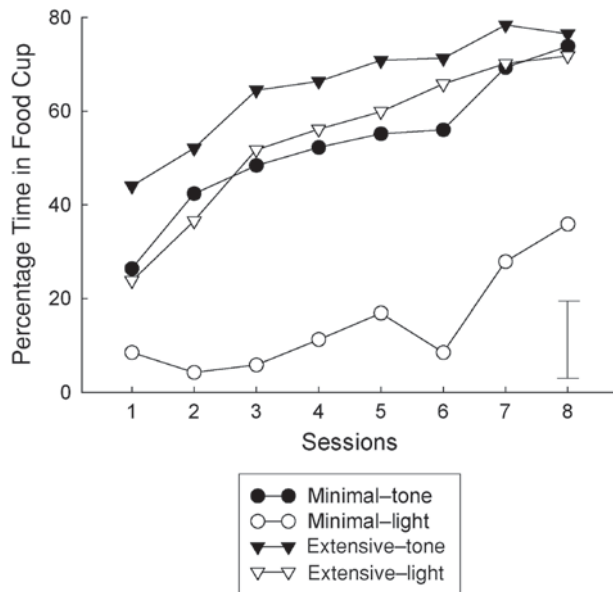 80
60
40
20
0
Percentage Time in Food Cup
1 2 3 4 5 6 7 8
Sessions
Minimal–tone
Minimal–light
Extensive–tone
Extensive–light